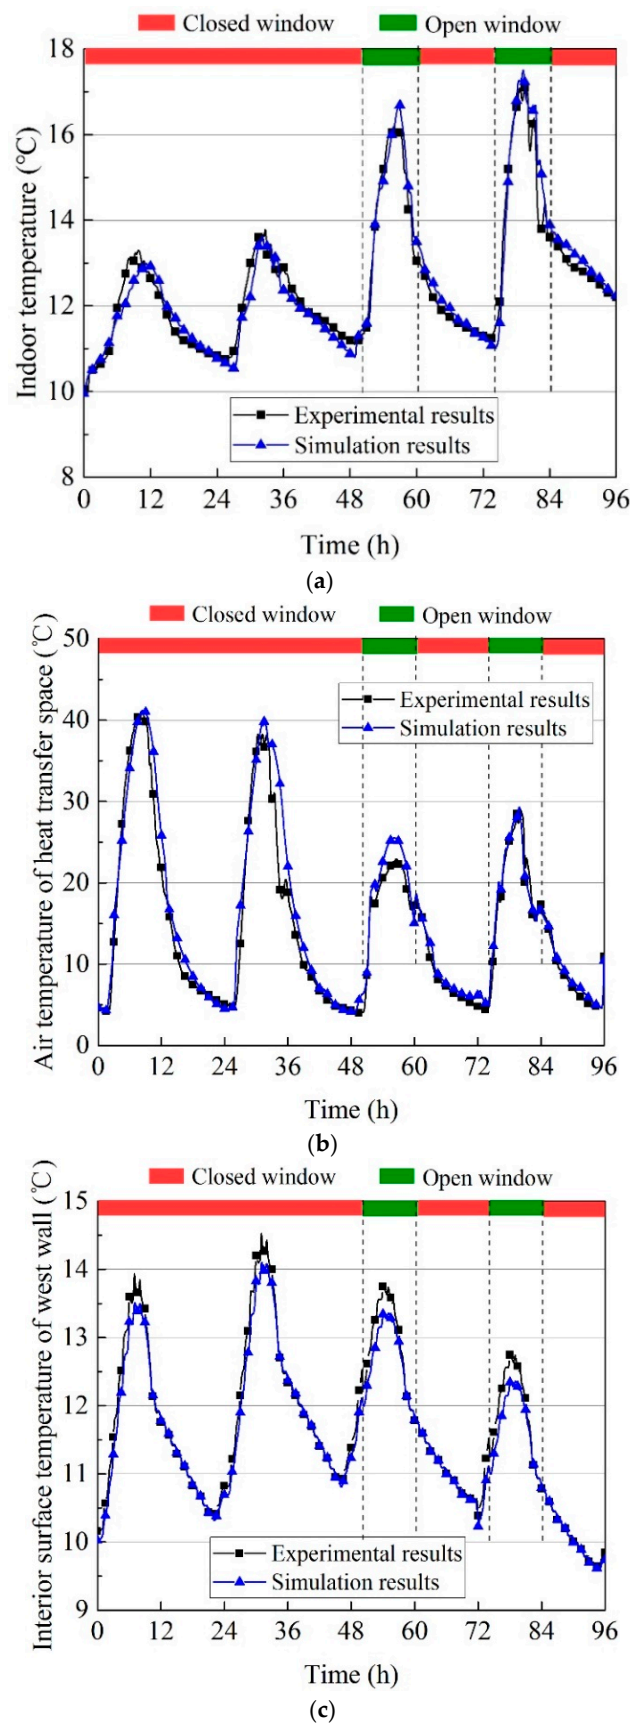 Closed window Open window
Indoor temperature (℃)
18
16
14
12
10
8
Experimental results
Simulation results
0 12 24 36 48 60 72 84 96
Time (h)
(a)
Closed window Open window
Air temperature of heat transfer space (℃)
50
40
30
20
10
0
Experimental results
Simulation results
0 12 24 36 48 60 72 84 96
Time (h)
(b)
Closed window Open window
Interior surface temperature of west wall (℃)
15
14
13
12
11
10
9
Experimental results
Simulation results
0 12 24 36 48 60 72 84 96
Time (h)
(c)